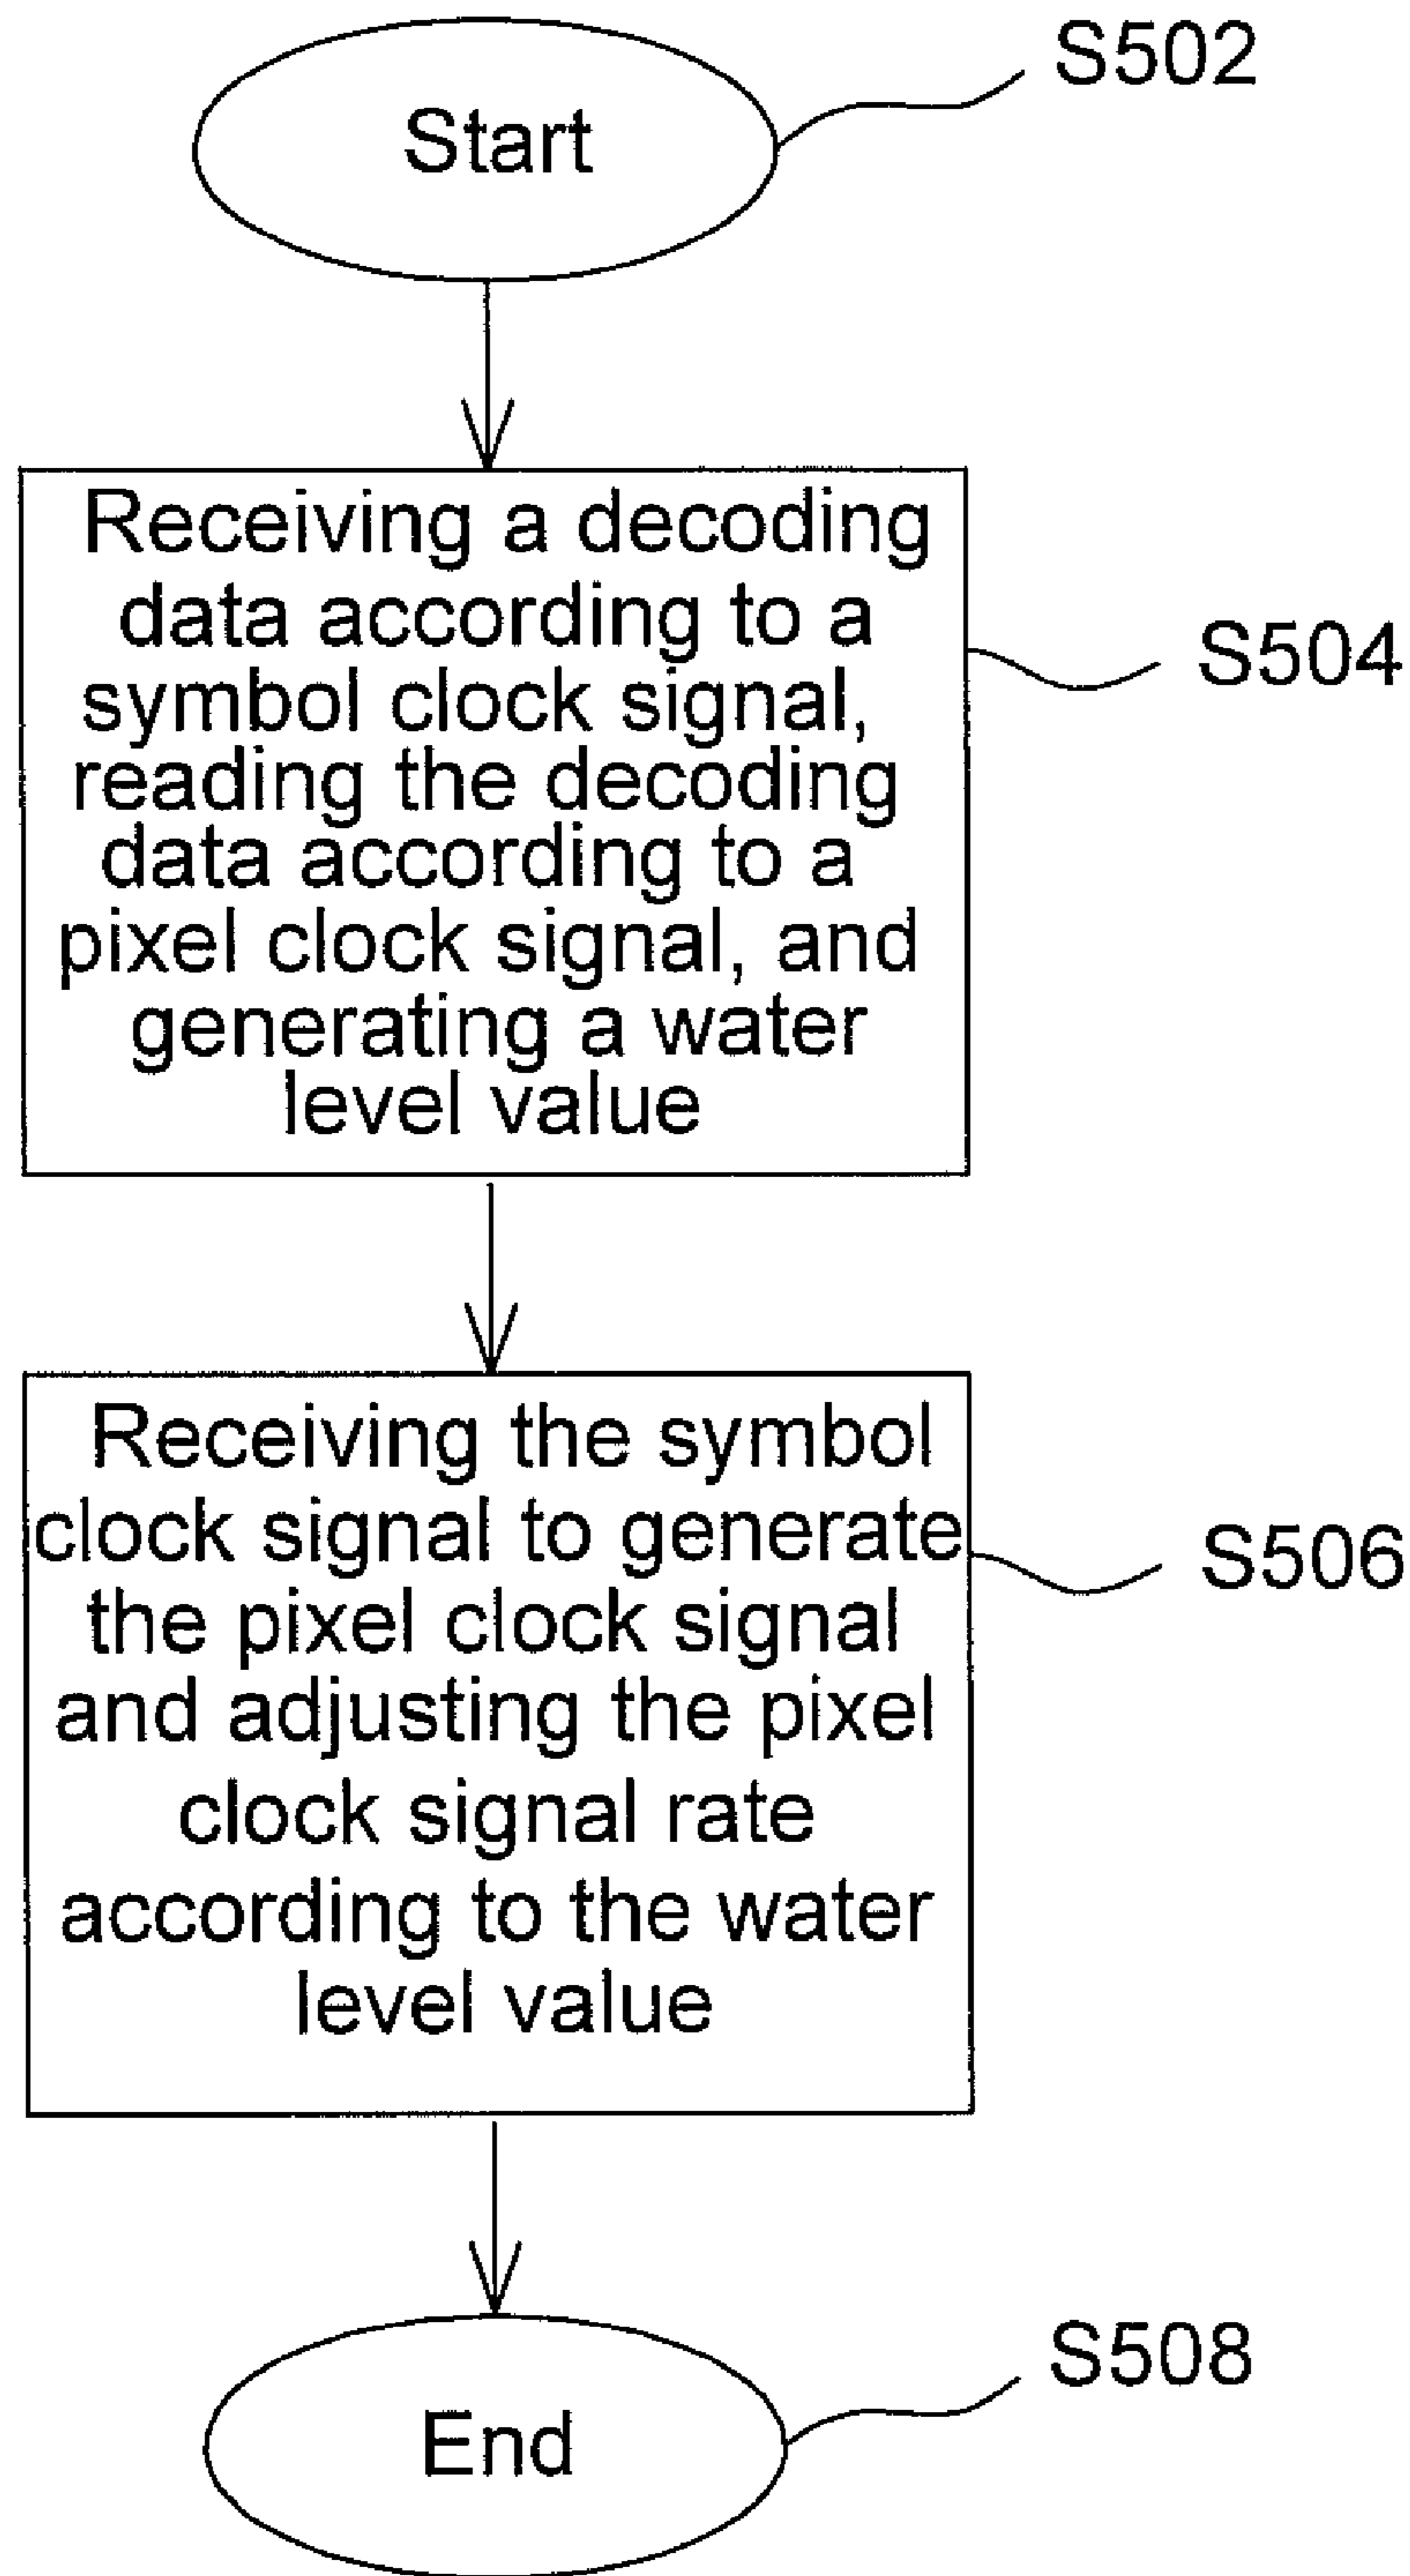 Start
S502
Receiving a decoding
data according to a
symbol clock signal,
reading the decoding
data according to a
pixel clock signal, and
generating a water
level value
S504
Receiving the symbol
clock signal to generate
the pixel clock signal
and adjusting the pixel
clock signal rate
according to the water
level value
S506
End
S508